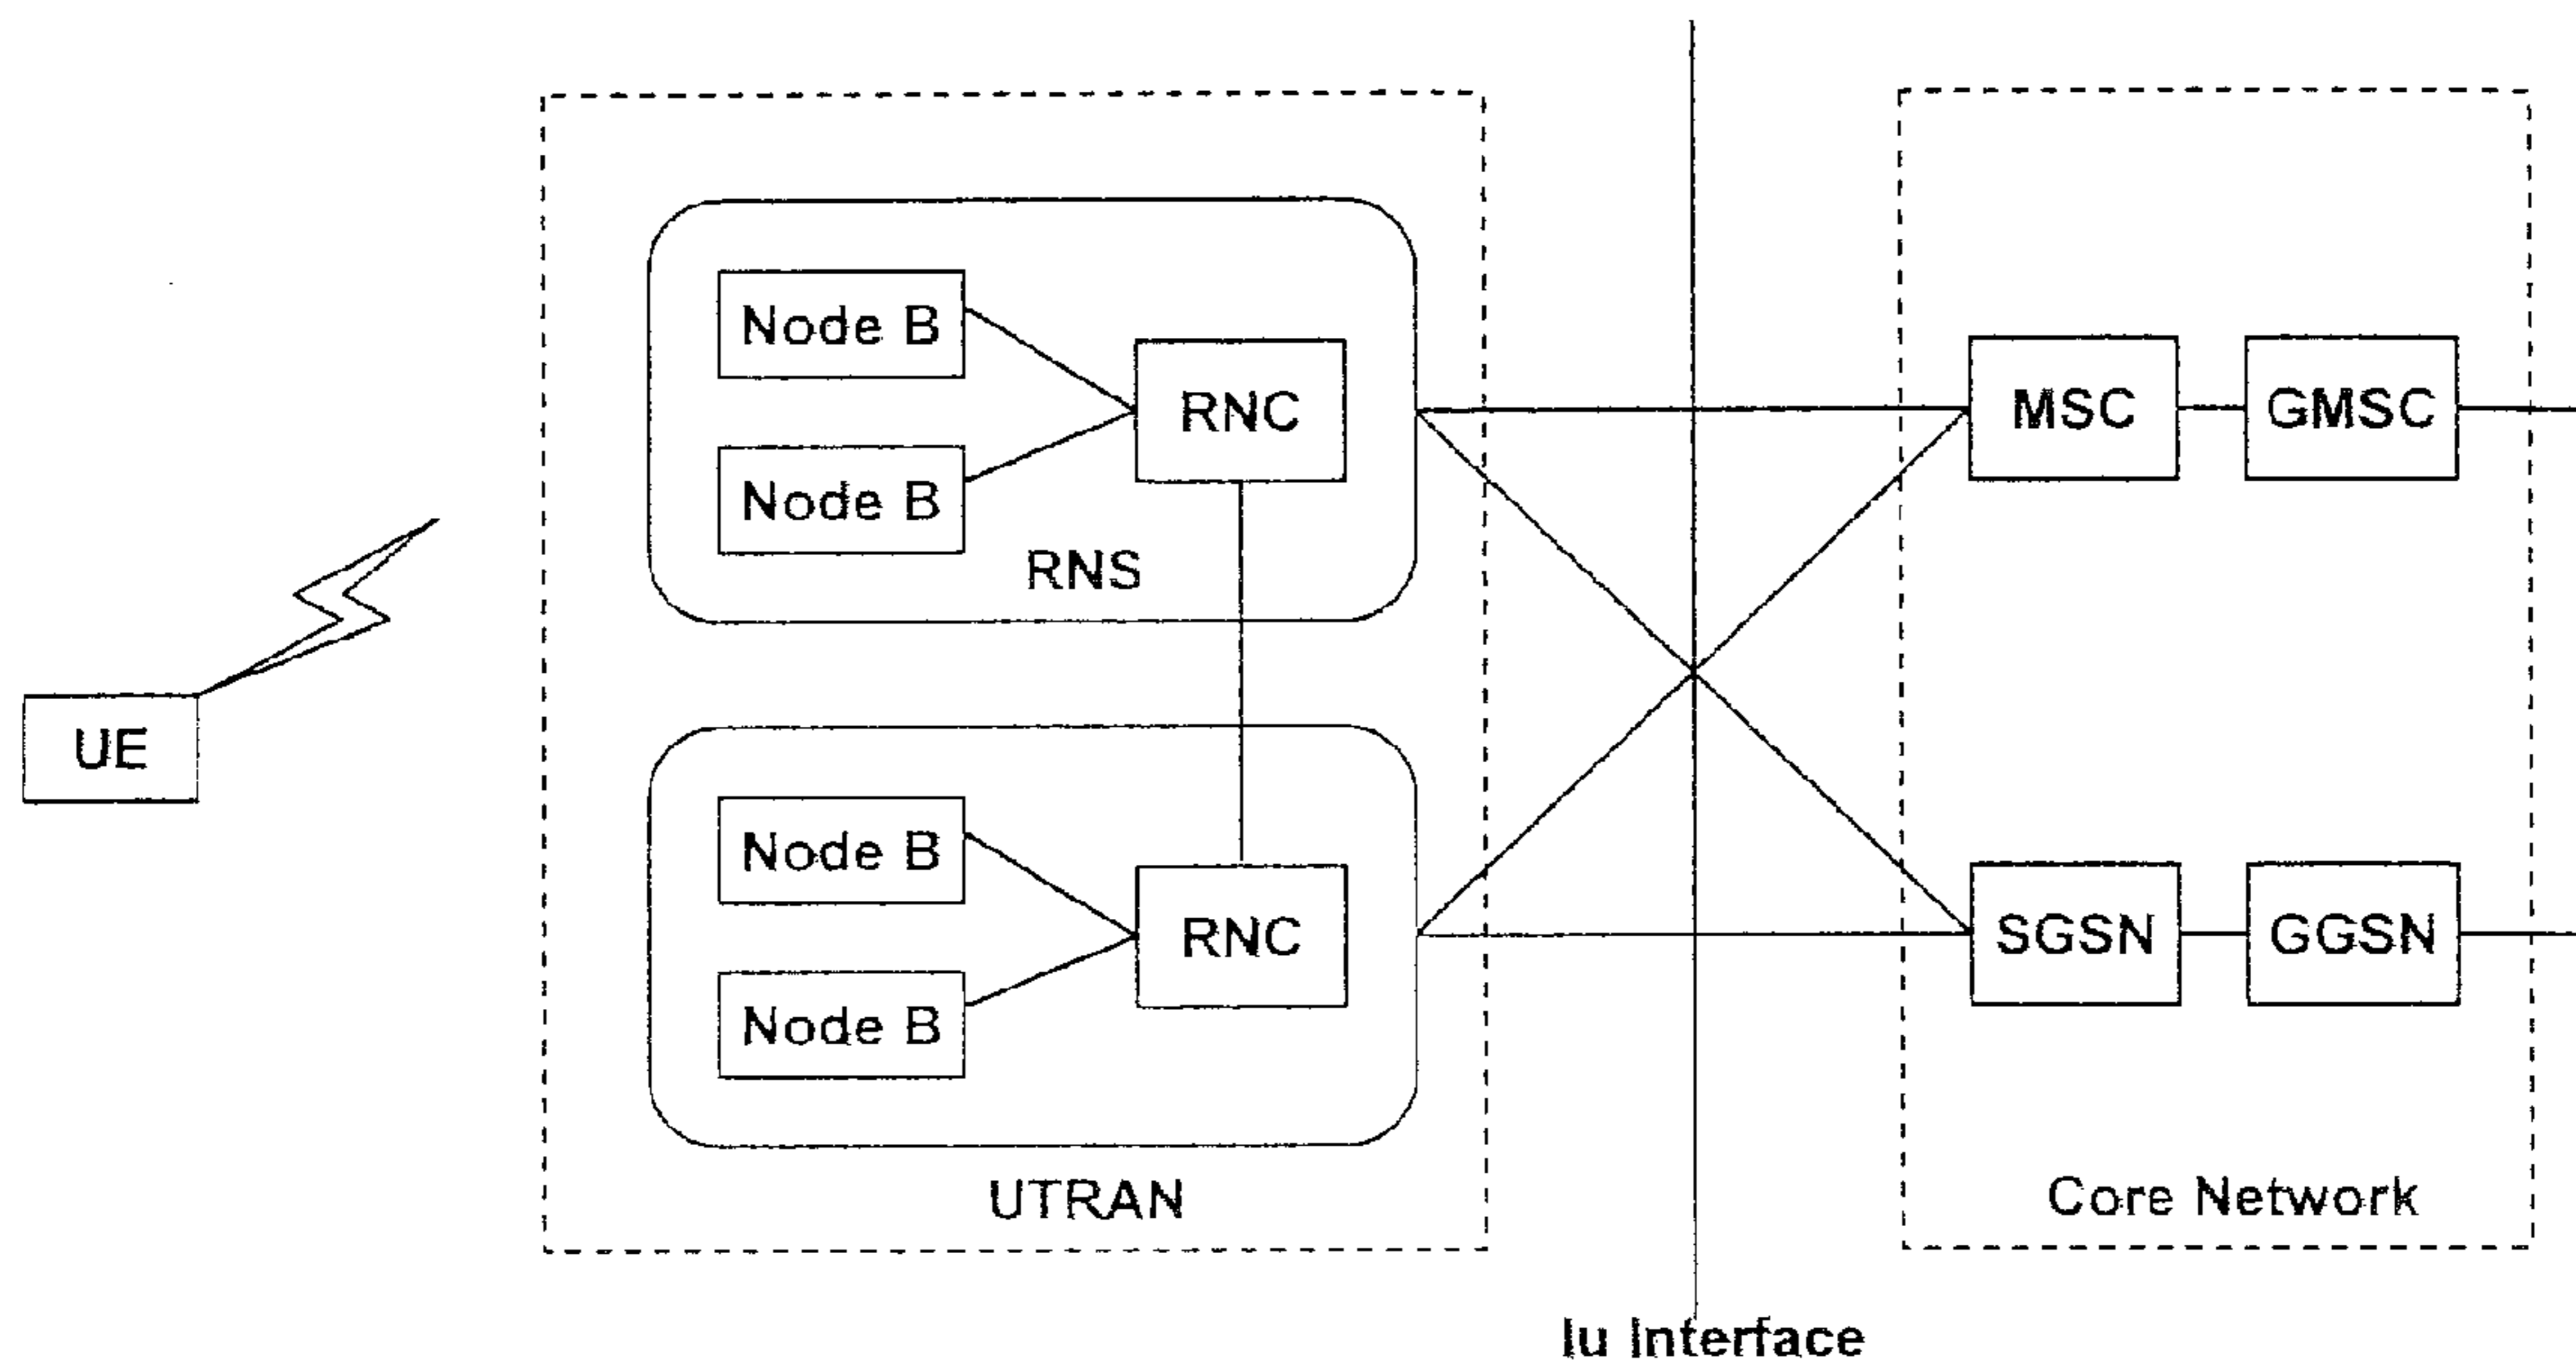 Node B
RNC
Node B
RNS
UE
Node B
RNC
Node B
UTRAN
MSC
GMSC
SGSN
GGSN
Core Network
Iu Interface